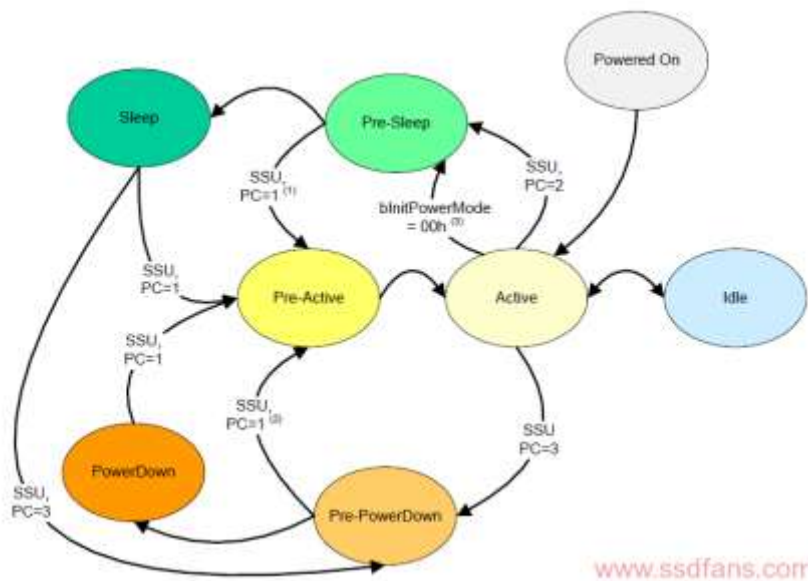 Powered On
Sleep
Pre-Sleep
SSU,
PC=2
SSU,
PC=1 (1)
bInitPowerMode
= 00h (3)
SSU,
PC=1
Pre-Active
Active
Idle
SSU,
PC=1
SSU,
PC=1 (2)
SSU
PC=3
PowerDown
SSU,
PC=3
Pre-PowerDown
www.ssdfans.com